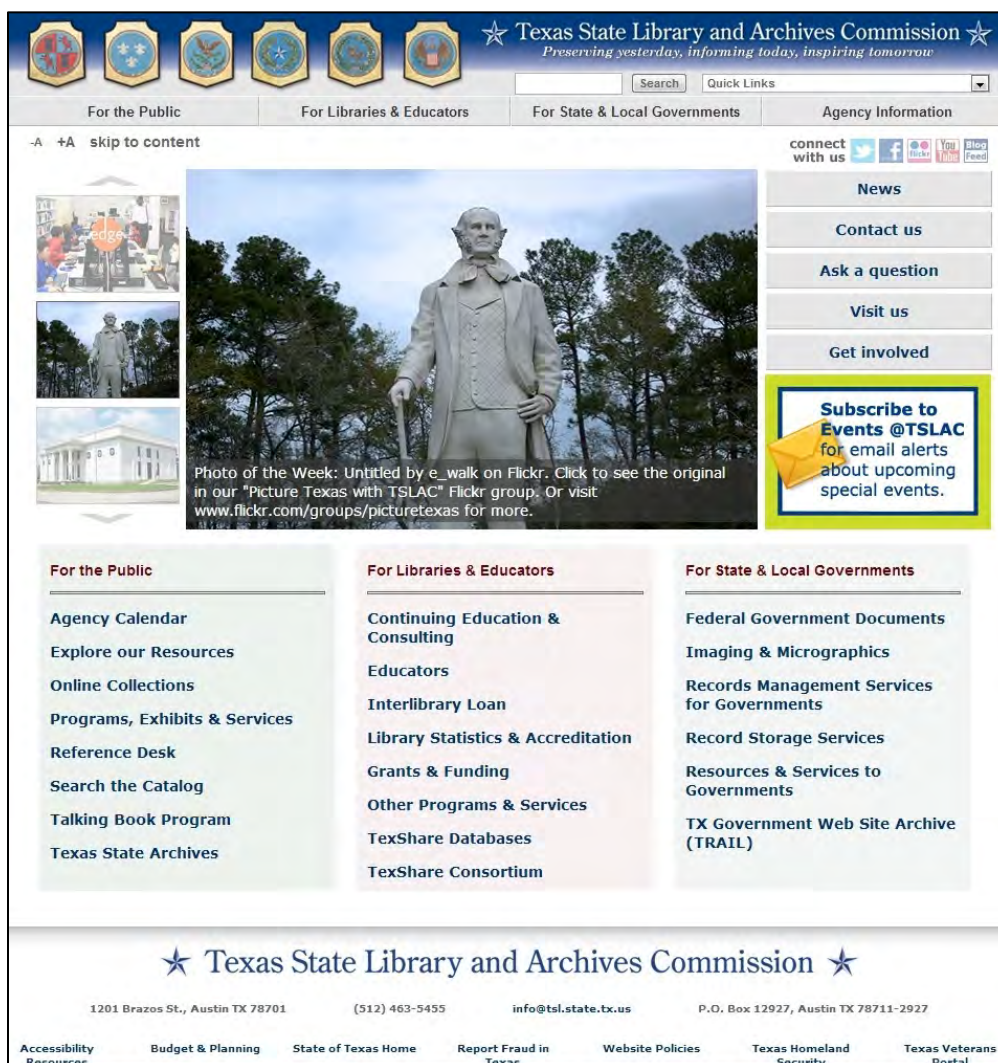 Texas State Library and Archives Commission
Preserving yesterday, informing today, inspiring tomorrow
Search
Quick Links
For the Public
For Libraries & Educators
For State & Local Governments
Agency Information
-A +A skip to content
connect
with us
flickr
You
Tube
Blog
Feed
edge
News
Contact us
Ask a question
Visit us
Get involved
Photo of the Week: Untitled by e_walk on Flickr. Click to see the original
in our "Picture Texas with TSLAC" Flickr group. Or visit
www.flickr.com/groups/picturetexas for more.
Subscribe to
Events @TSLAC
for email alerts
about upcoming
special events.
For the Public
Agency Calendar
Explore our Resources
Online Collections
Programs, Exhibits & Services
Reference Desk
Search the Catalog
Talking Book Program
Texas State Archives
For Libraries & Educators
Continuing Education &
Consulting
Educators
Interlibrary Loan
Library Statistics & Accreditation
Grants & Funding
Other Programs & Services
TexShare Databases
TexShare Consortium
For State & Local Governments
Federal Government Documents
Imaging & Micrographics
Records Management Services
for Governments
Record Storage Services
Resources & Services to
Governments
TX Government Web Site Archive
(TRAIL)
Texas State Library and Archives Commission
1201 Brazos St., Austin TX 78701
(512) 463-5455
info@tsl.state.tx.us
P.O. Box 12927, Austin TX 78711-2927
Accessibility
Resources
Budget & Planning
State of Texas Home
Report Fraud in
Texas
Website Policies
Texas Homeland
Security
Texas Veterans
Portal